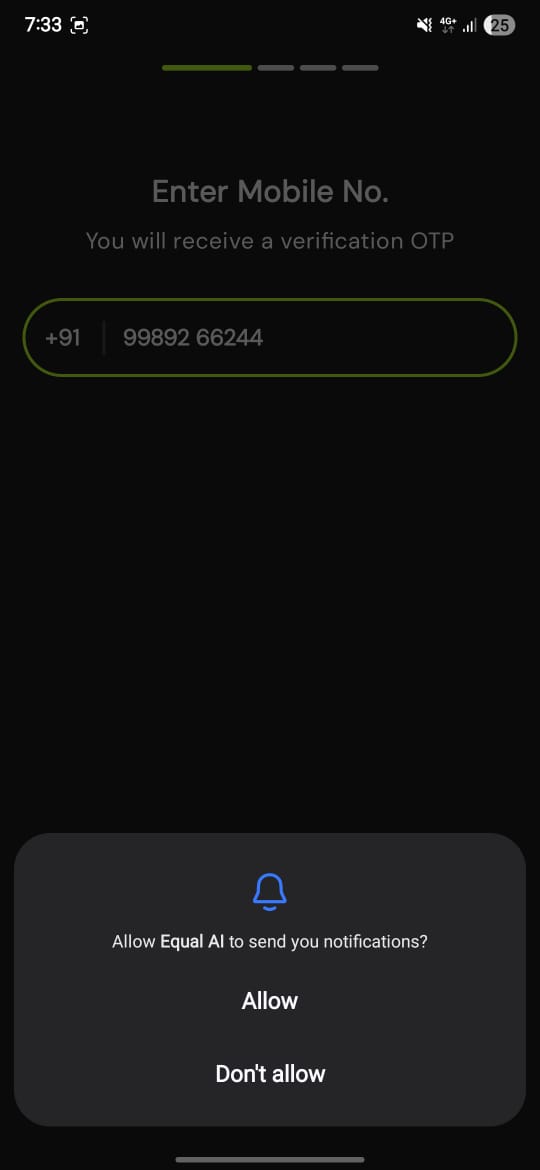 7:33
4G+
25
Enter Mobile No.
You will receive a verification OTP
+91 99892 66244
Allow Equal AI to send you notifications?
Allow
Don't allow